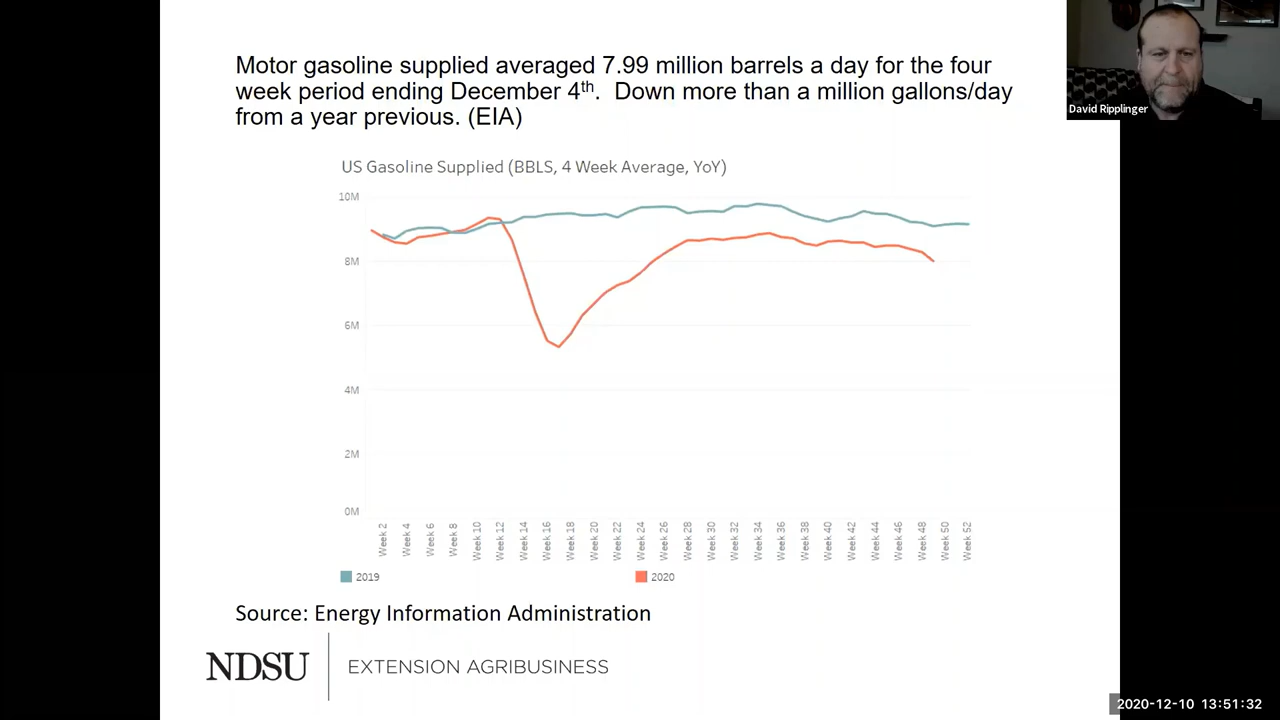 Motor gasoline supplied averaged 7.99 million barrels a day for the four
week period ending December 4th. Down more than a million gallons/day
from a year previous. (EIA)
David Ripplinger
US Gasoline Supplied (BBLS, 4 Week Average, YoY)
10M
8M
6M
4M
2M
0M
Week 2
Week 4
Week 6
Week 8
Week 10
Week 12
Week 14
Week 16
Week 18
Week 20
Week 22
Week 24
Week 26
Week 28
Week 30
Week 32
Week 34
Week 36
Week 38
Week 40
Week 42
Week 44
Week 46
Week 48
Week 50
Week 52
2019
2020
Source: Energy Information Administration
NDSU
EXTENSION AGRIBUSINESS
2020-12-10 13:51:32